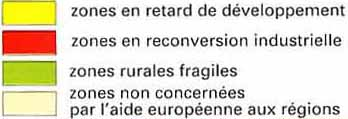 zones en retard de développement
zones en reconversion industrielle
zones rurales fragiles
zones non concernées
par l'aide européenne aux régions